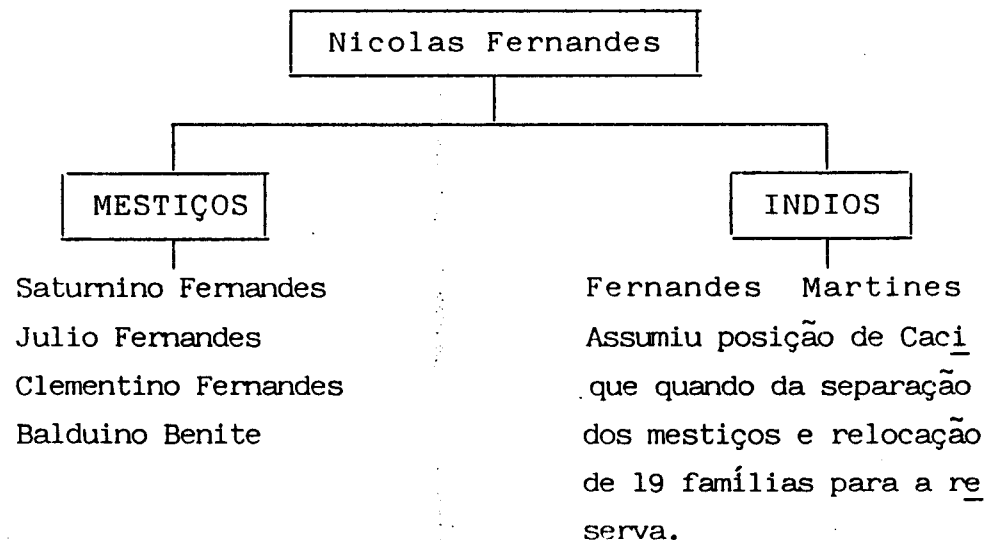 Nicolas Fernandes
MESTIÇOS
Saturnino Fernandes
Julio Fernandes
Clementino Fernandes
Balduino Benite
INDIOS
Fernandes Martines
Assumiu posição de Caci
que quando da separação
dos mestiços e relocação
de 19 famílias para a re
serva.